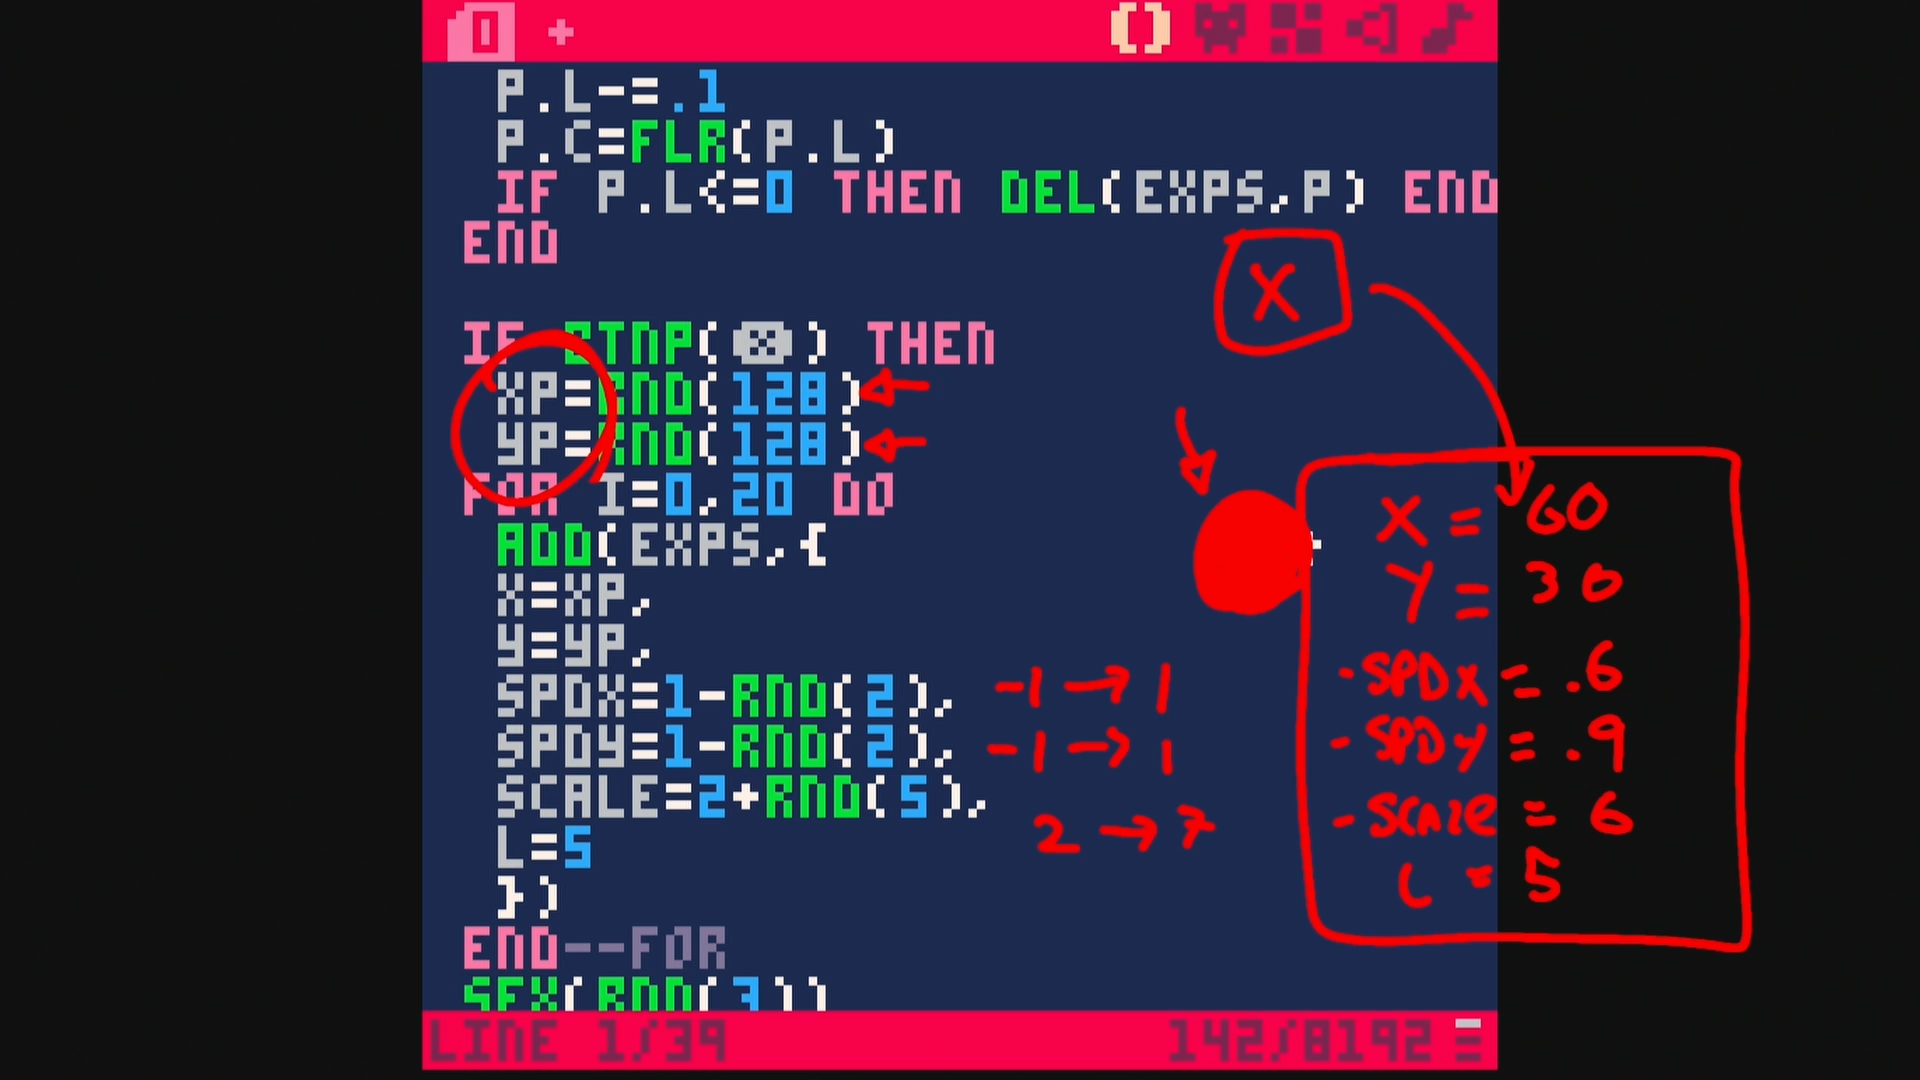 P.L-=.1
P.C=FLR(P.L)
IF P.L<=0 THEN DEL(EXPS,P) END
END
X
IF BTNP(❎) THEN
XP=RND(128)
YP=RND(128)
FOR I=0,20 DO
ADD(EXPS,{
X=XP,
Y=YP,
SPDX=1-RND(2),
SPDY=1-RND(2),
SCALE=2+RND(5),
L=5
})
END--FOR
SFX(RND(3))
-1 → 1
-1 → 1
2 → 7
X = 60
Y = 30
-SPDX = .6
-SPDY = .9
-SCALE = 6
L = 5
LINE 1/39
142/8192